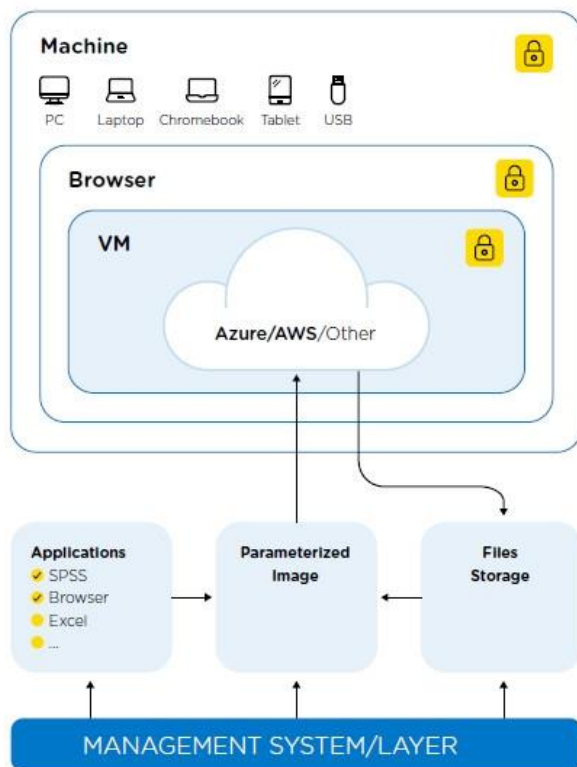 Machine
PC Laptop Chromebook Tablet USB
Browser
VM
Azure/AWS/Other
Applications
SPSS
Browser
Excel
...
Parameterized
Image
Files
Storage
MANAGEMENT SYSTEM/LAYER